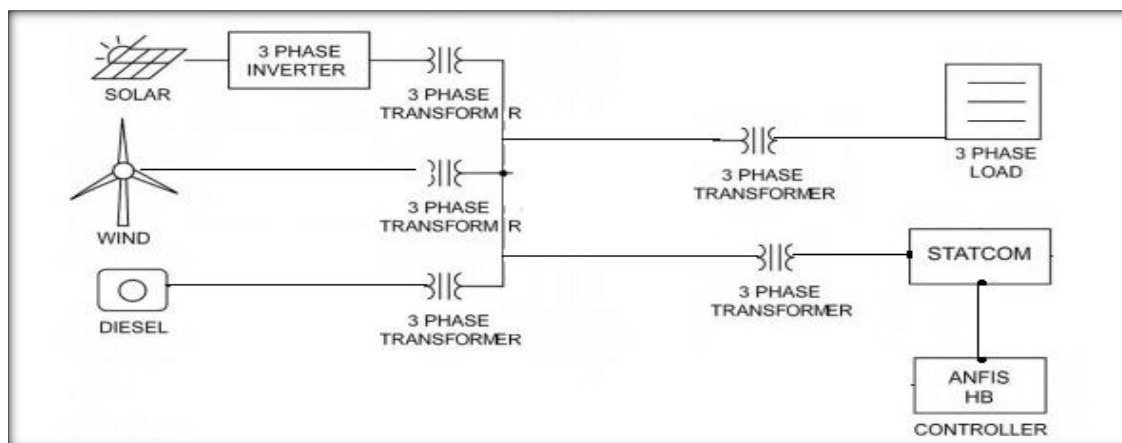 3 PHASE
INVERTER
SOLAR
3 PHASE
TRANSFORM R
3 PHASE
LOAD
3 PHASE
TRANSFORMER
WIND
3 PHASE
TRANSFORM R
STATCOM
DIESEL
3 PHASE
TRANSFORMER
3 PHASE
TRANSFORMER
ANFIS
HB
CONTROLLER